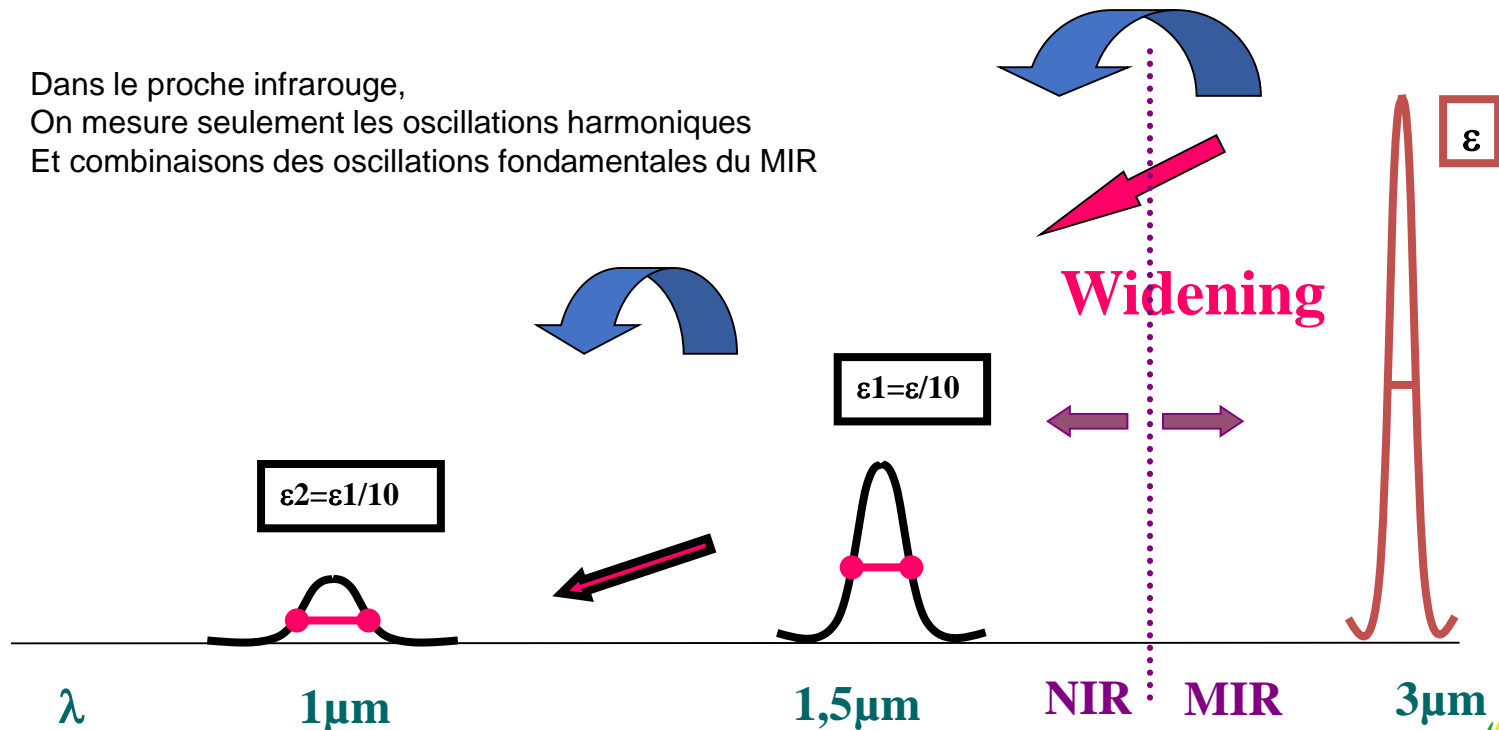 Dans le proche infrarouge,
On mesure seulement les oscillations harmoniques
Et combinaisons des oscillations fondamentales du MIR
ε
Widening
ε1=ε/10
ε2=ε1/10
λ 1µm 1,5µm NIR MIR 3µm